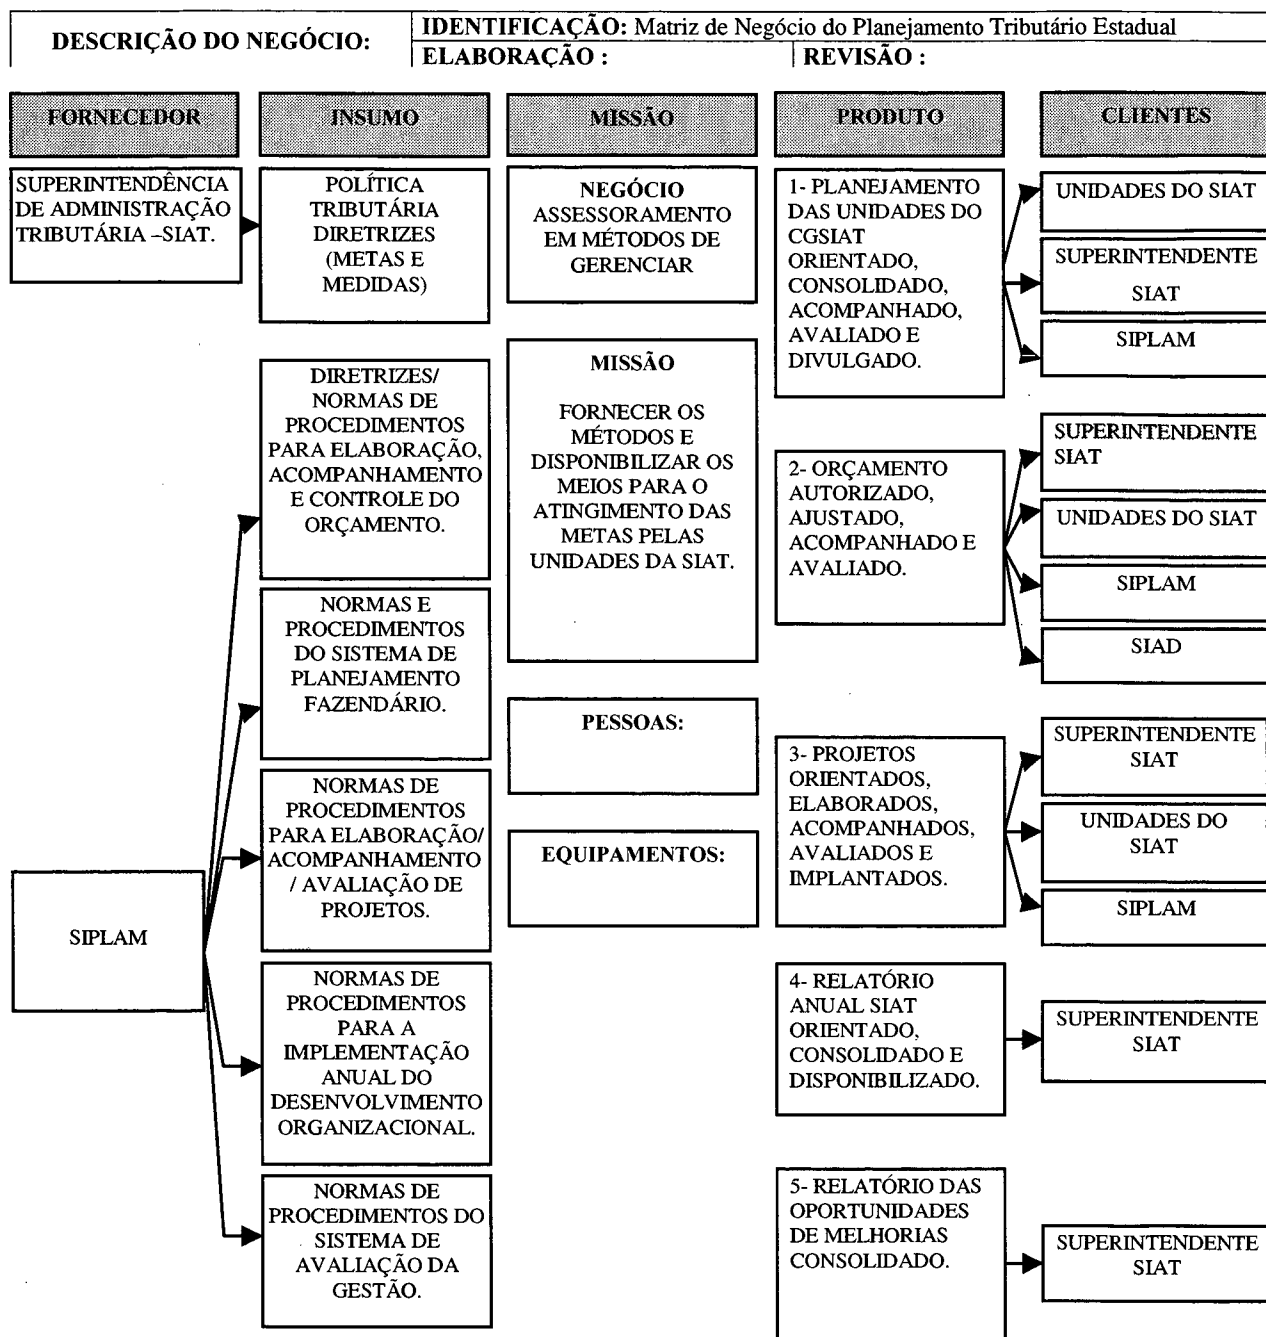 DESCRIÇÃO DO NEGÓCIO:
IDENTIFICAÇÃO: Matriz de Negócio do Planejamento Tributário Estadual
ELABORAÇÃO :
REVISÃO :
FORNECEDOR
INSUMO
MISSÃO
PRODUTO
CLIENTES
SUPERINTENDÊNCIA
DE ADMINISTRAÇÃO
TRIBUTÁRIA –SIAT.
SIPLAM
POLÍTICA
TRIBUTÁRIA
DIRETRIZES
(METAS E
MEDIDAS)
DIRETRIZES/
NORMAS DE
PROCEDIMENTOS
PARA ELABORAÇÃO,
ACOMPANHAMENTO
E CONTROLE DO
ORÇAMENTO.
NORMAS E
PROCEDIMENTOS
DO SISTEMA DE
PLANEJAMENTO
FAZENDÁRIO.
NORMAS DE
PROCEDIMENTOS
PARA ELABORAÇÃO/
ACOMPANHAMENTO
/ AVALIAÇÃO DE
PROJETOS.
NORMAS DE
PROCEDIMENTOS
PARA A
IMPLEMENTAÇÃO
ANUAL DO
DESENVOLVIMENTO
ORGANIZACIONAL.
NORMAS DE
PROCEDIMENTOS DO
SISTEMA DE
AVALIAÇÃO DA
GESTÃO.
NEGÓCIO
ASSESSORAMENTO
EM MÉTODOS DE
GERENCIAR
MISSÃO
FORNECER OS
MÉTODOS E
DISPONIBILIZAR OS
MEIOS PARA O
ATINGIMENTO DAS
METAS PELAS
UNIDADES DA SIAT.
PESSOAS:
EQUIPAMENTOS:
1- PLANEJAMENTO
DAS UNIDADES DO
CGSIAT
ORIENTADO,
CONSOLIDADO,
ACOMPANHADO,
AVALIADO E
DIVULGADO.
UNIDADES DO SIAT
SUPERINTENDENTE
SIAT
SIPLAM
2- ORÇAMENTO
AUTORIZADO,
AJUSTADO,
ACOMPANHADO E
AVALIADO.
SUPERINTENDENTE
SIAT
UNIDADES DO SIAT
SIPLAM
SIAD
3- PROJETOS
ORIENTADOS,
ELABORADOS,
ACOMPANHADOS,
AVALIADOS E
IMPLANTADOS.
SUPERINTENDENTE
SIAT
UNIDADES DO
SIAT
SIPLAM
4- RELATÓRIO
ANUAL SIAT
ORIENTADO,
CONSOLIDADO E
DISPONIBILIZADO.
SUPERINTENDENTE
SIAT
5- RELATÓRIO DAS
OPORTUNIDADES
DE MELHORIAS
CONSOLIDADO.
SUPERINTENDENTE
SIAT